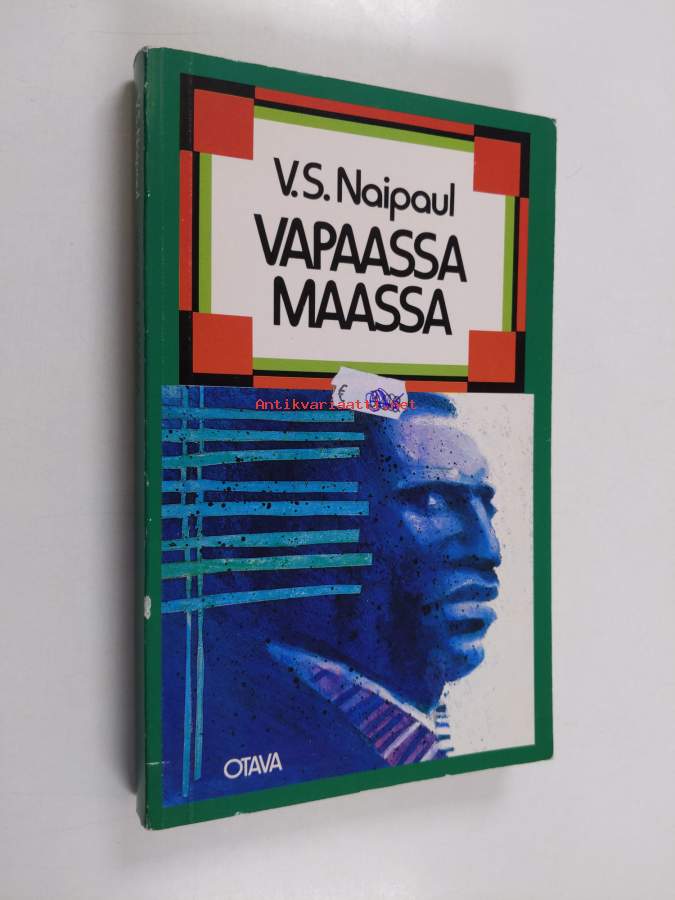 V.S. Naipaul
VAPAASSA
MAASSA
€
Antikvariaatti.net
OTAVA